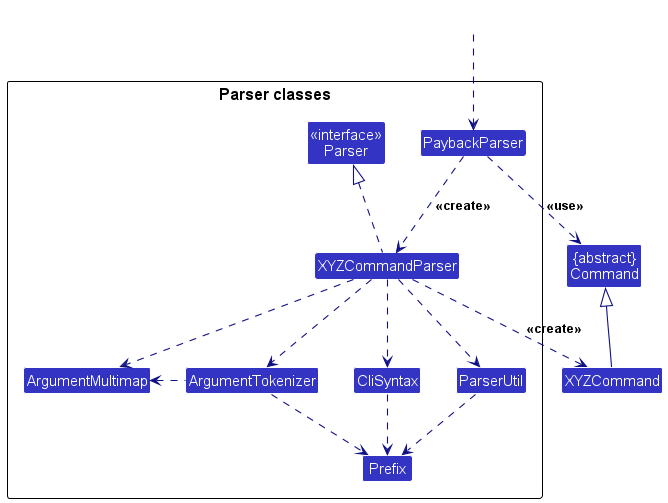 Parser classes
«interface»
Parser
PaybackParser
«create»
«use»
XYZCommandParser
{abstract}
Command
«create»
ArgumentMultimap
ArgumentTokenizer
CliSyntax
ParserUtil
XYZCommand
Prefix